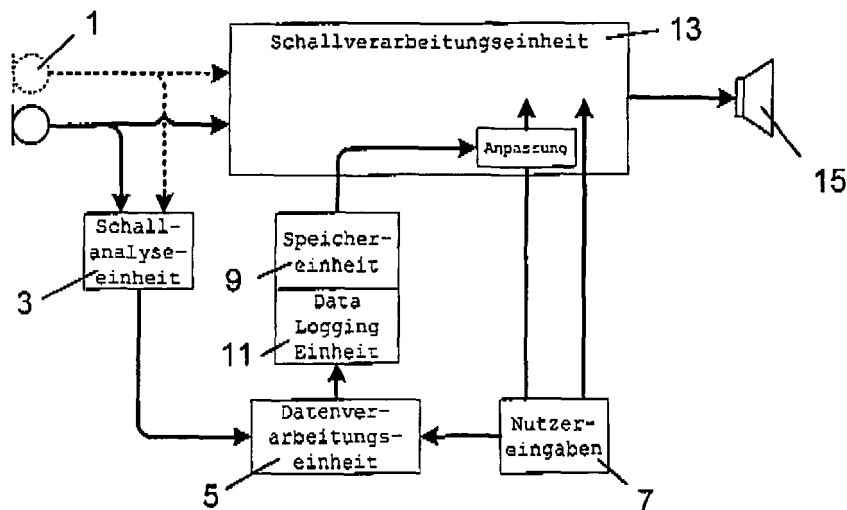 1
Schallverarbeitungseinheit
13
Anpassung
15
Schall-
analyse-
einheit
3
Speicher-
einheit
9
Data
Logging
Einheit
11
Datenver-
arbeitungs-
einheit
5
Nutzer-
eingaben
7